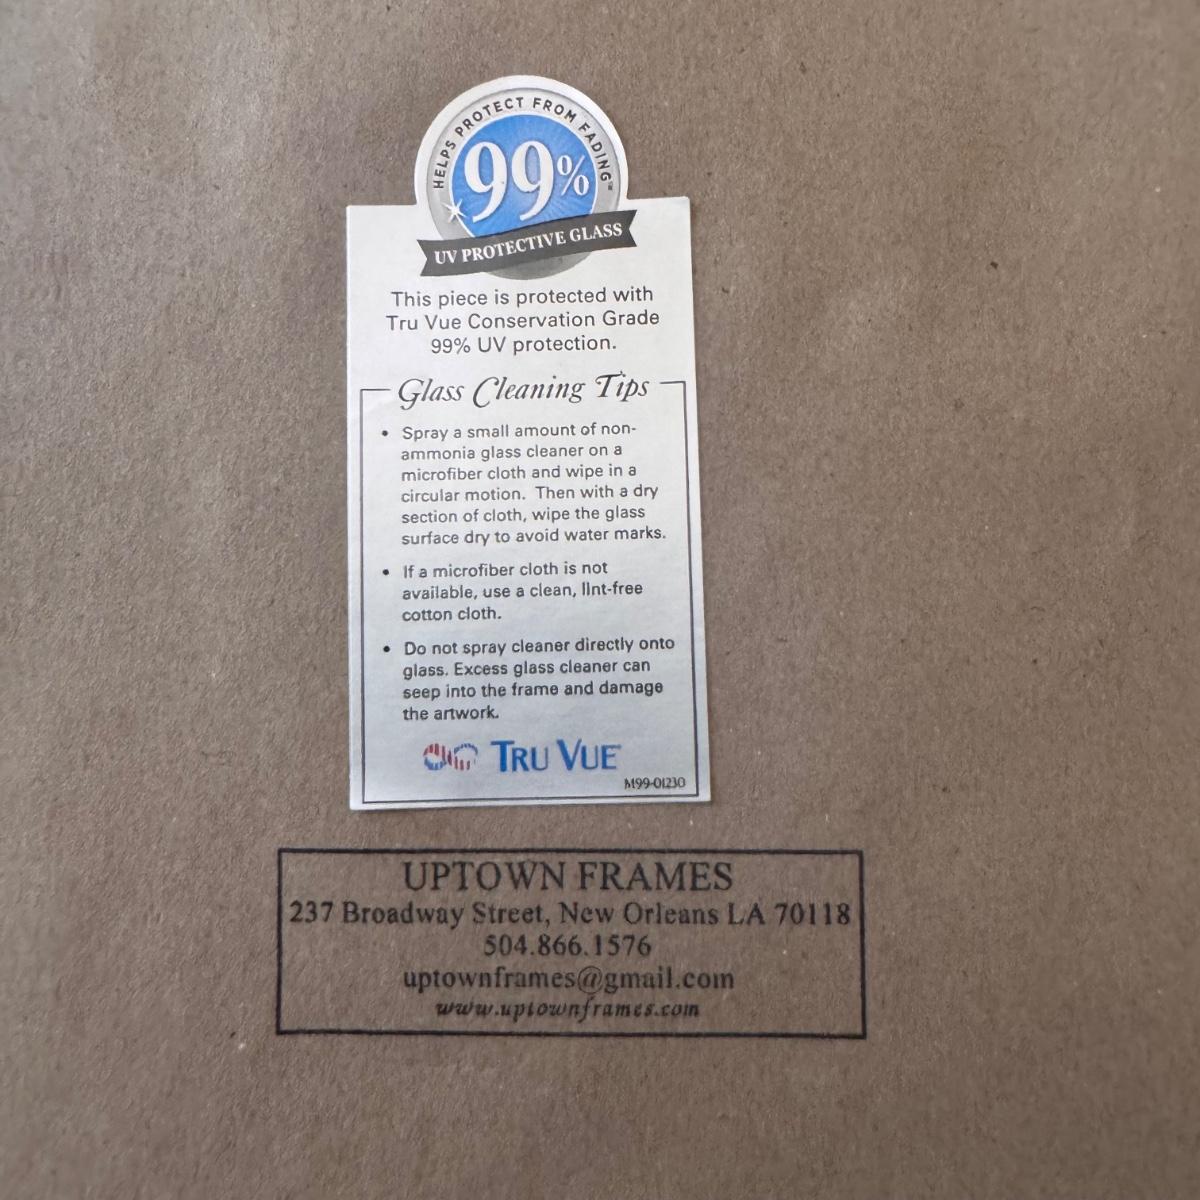 HELPS PROTECT FROM FADING™
99%
UV PROTECTIVE GLASS
This piece is protected with
Tru Vue Conservation Grade
99% UV protection.
Glass Cleaning Tips
• Spray a small amount of non-
ammonia glass cleaner on a
microfiber cloth and wipe in a
circular motion. Then with a dry
section of cloth, wipe the glass
surface dry to avoid water marks.
• If a microfiber cloth is not
available, use a clean, lint-free
cotton cloth.
• Do not spray cleaner directly onto
glass. Excess glass cleaner can
seep into the frame and damage
the artwork.
TRU VUE®
M99-01230
UPTOWN FRAMES
237 Broadway Street, New Orleans LA 70118
504.866.1576
uptownframes@gmail.com
www.uptownframes.com